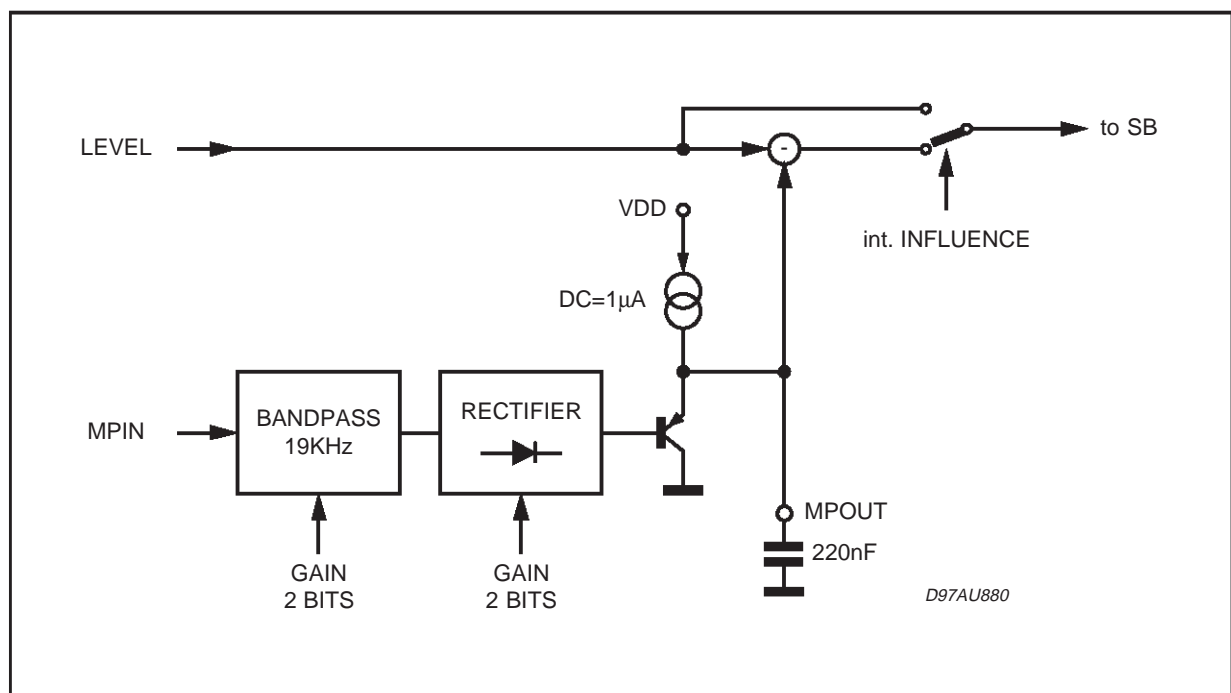 LEVEL
-
to SB
VDD
int. INFLUENCE
DC=1μA
MPIN
BANDPASS
19KHz
RECTIFIER
MPOUT
220nF
GAIN
2 BITS
GAIN
2 BITS
D97AU880